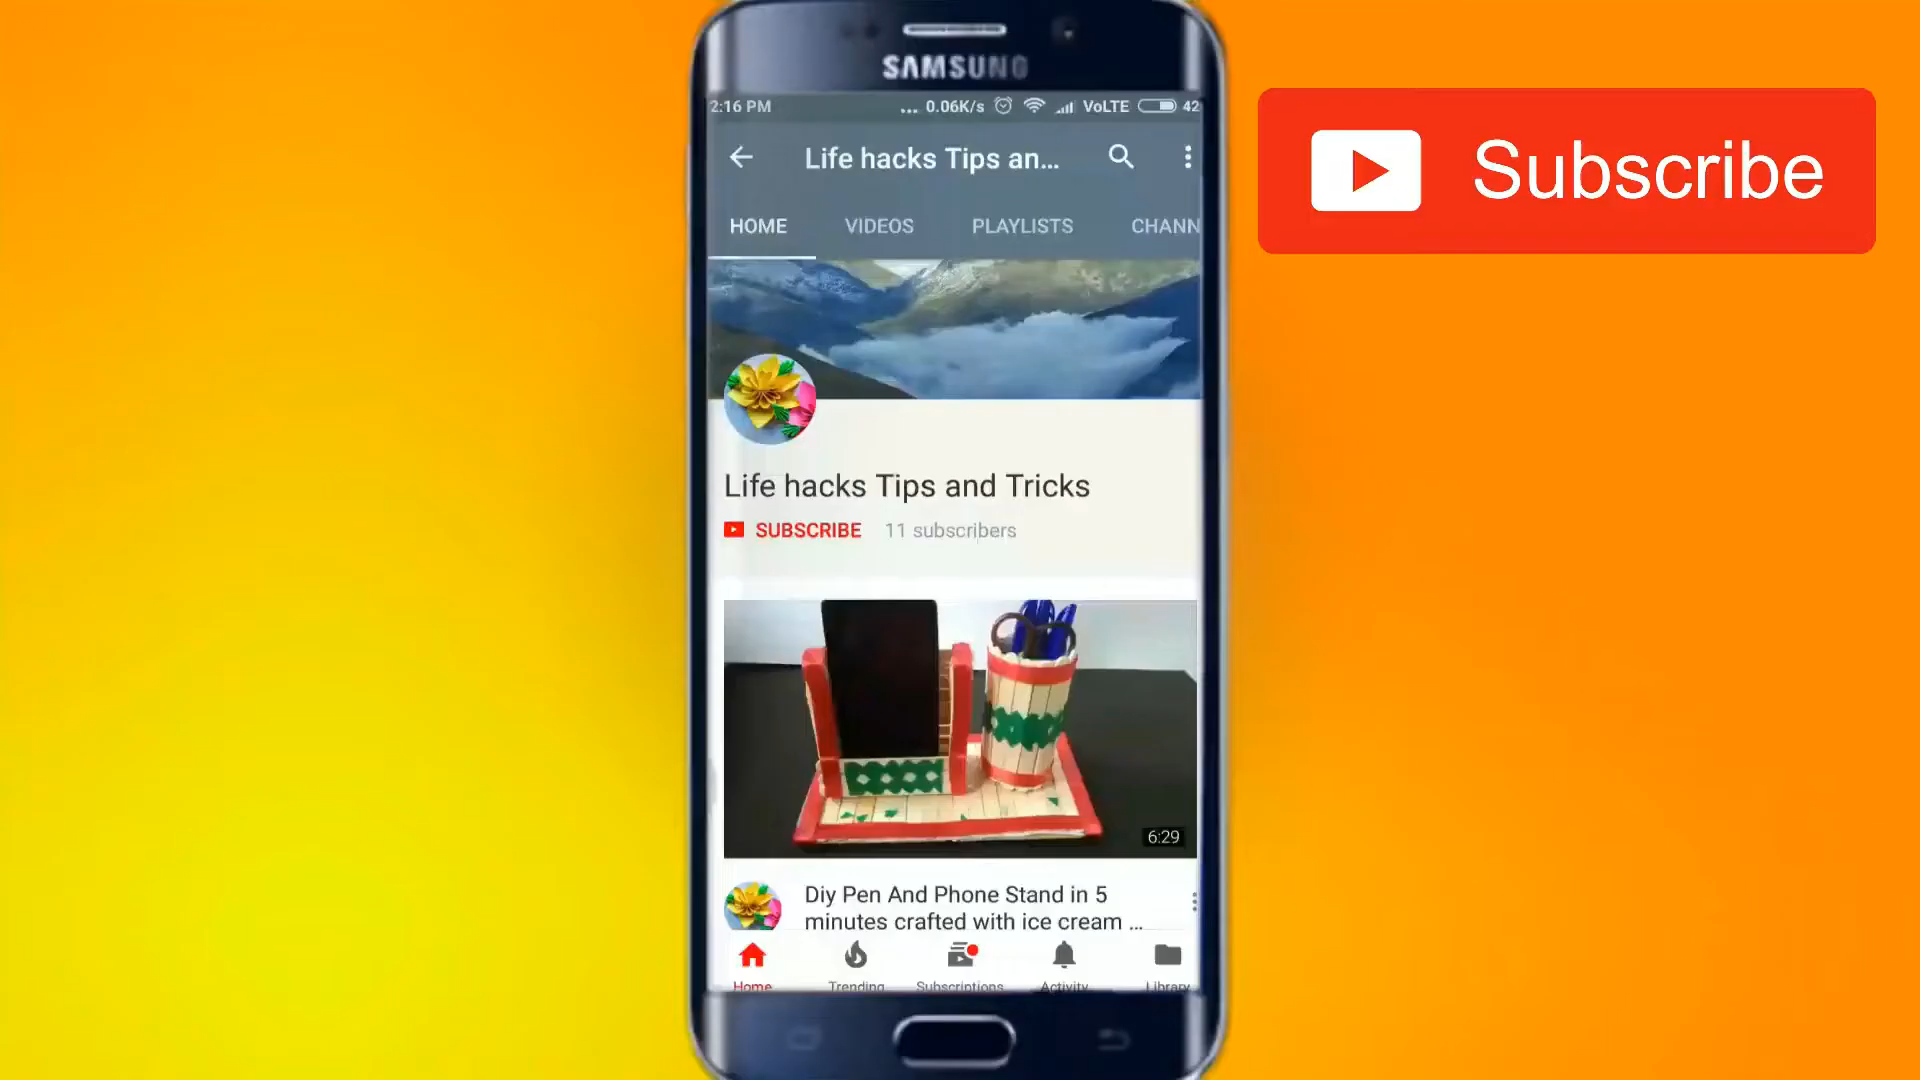 SAMSUNG
2:16 PM
... 0.06K/s VoLTE 42
Life hacks Tips an...
HOME VIDEOS PLAYLISTS CHANN
Subscribe
Life hacks Tips and Tricks
SUBSCRIBE 11 subscribers
6:29
Diy Pen And Phone Stand in 5
minutes crafted with ice cream ...
Home Trending Subscriptions Activity Library